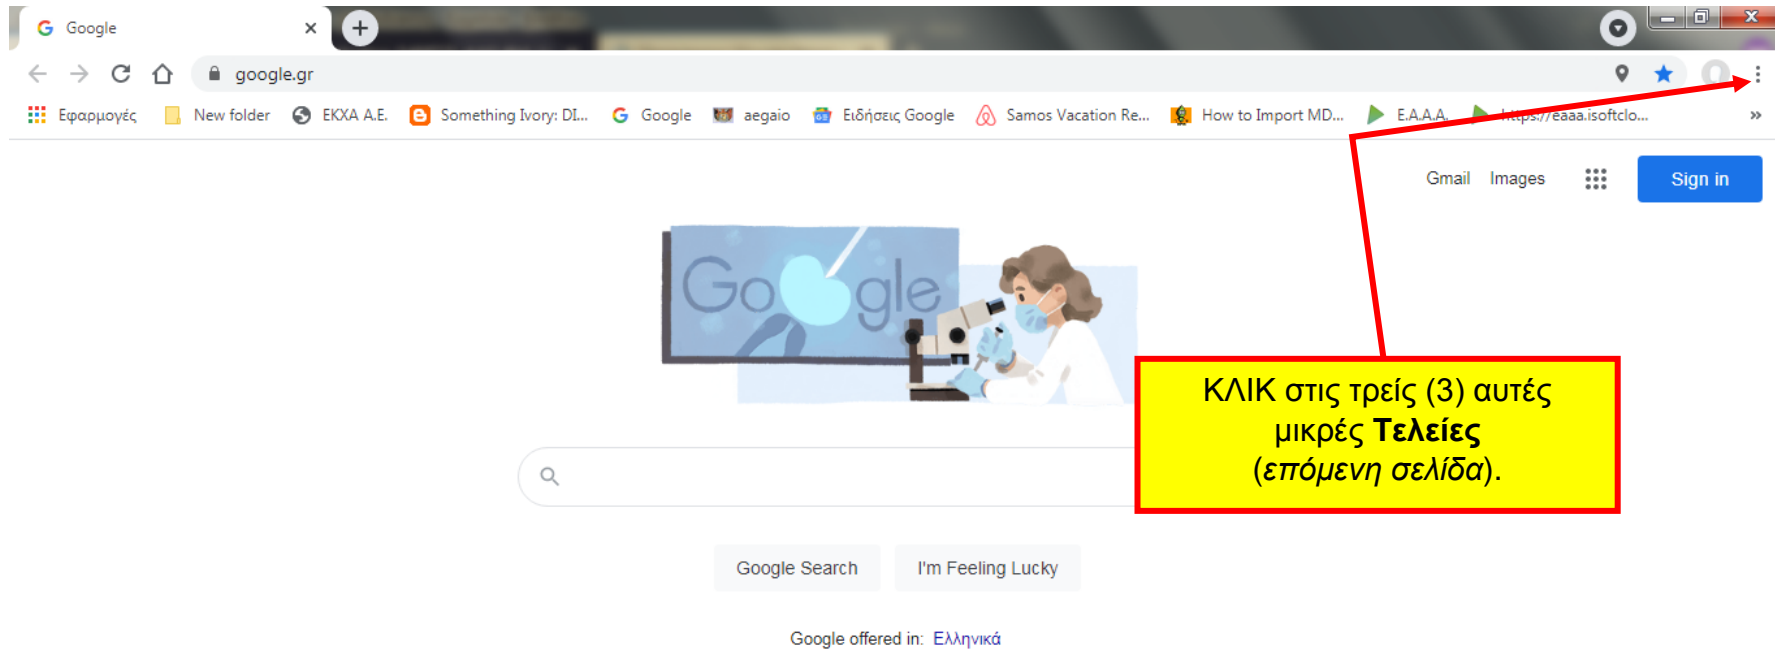 Google
google.gr
Εφαρμογές New folder ΕΚΧΑ Α.Ε. Something Ivory: DI... Google aegaio Ειδήσεις Google Samos Vacation Re... How to Import MD... Ε.Α.Α.Α. https://eaaa.isoftclo... »
Gmail Images Sign in
Google
ΚΛΙΚ στις τρείς (3) αυτές
μικρές Τελείες
(επόμενη σελίδα).
Google Search I'm Feeling Lucky
Google offered in: Ελληνικά